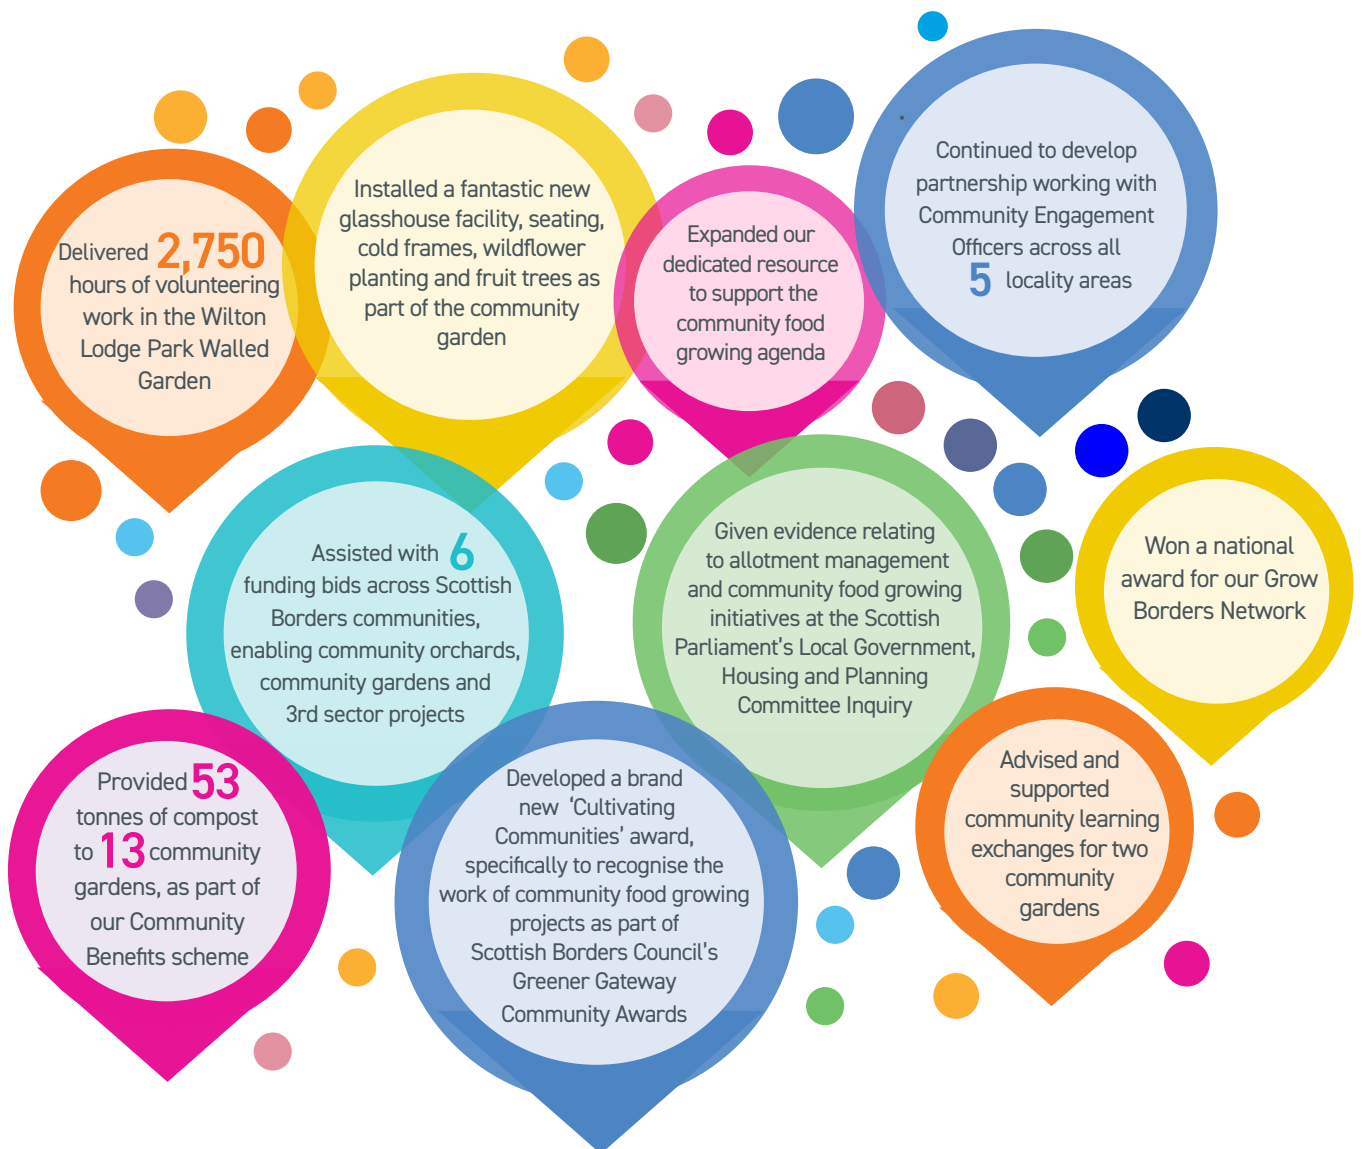 Delivered 2,750
hours of volunteering
work in the Wilton
Lodge Park Walled
Garden
Installed a fantastic new
glasshouse facility, seating,
cold frames, wildflower
planting and fruit trees as
part of the community
garden
Expanded our
dedicated resource
to support the
community food
growing agenda
Continued to develop
partnership working with
Community Engagement
Officers across all
5 locality areas
Assisted with 6
funding bids across Scottish
Borders communities,
enabling community orchards,
community gardens and
3rd sector projects
Given evidence relating
to allotment management
and community food growing
initiatives at the Scottish
Parliament's Local Government,
Housing and Planning
Committee Inquiry
Won a national
award for our Grow
Borders Network
Provided 53
tonnes of compost
to 13 community
gardens, as part of
our Community
Benefits scheme
Developed a brand
new 'Cultivating
Communities' award,
specifically to recognise the
work of community food growing
projects as part of
Scottish Borders Council's
Greener Gateway
Community Awards
Advised and
supported
community learning
exchanges for two
community
gardens